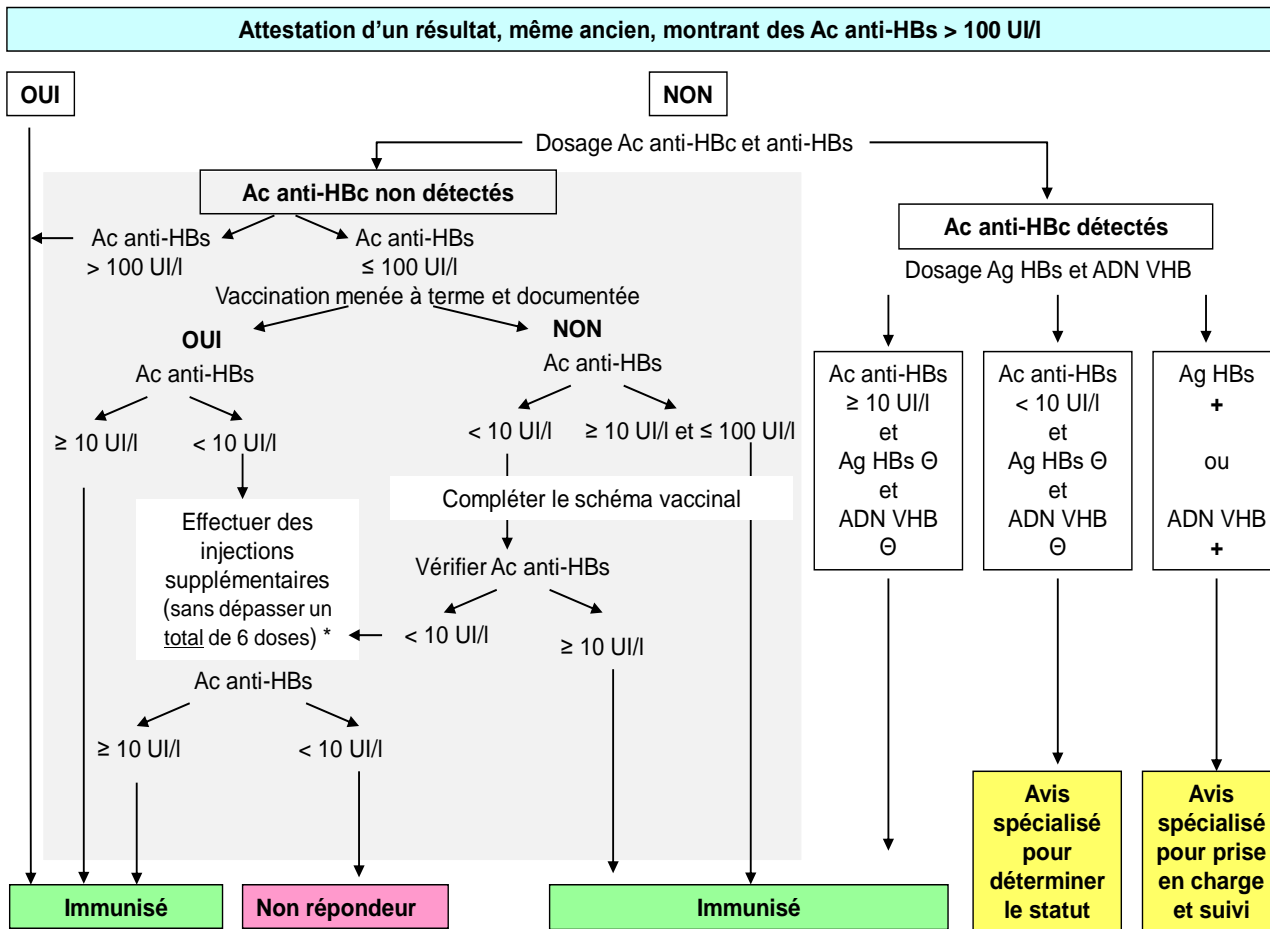 Attestation d'un résultat, même ancien, montrant des Ac anti-HBs > 100 UI/l
OUI
NON
Dosage Ac anti-HBc et anti-HBs
Ac anti-HBc non détectés
Ac anti-HBs
> 100 UI/l
Ac anti-HBs
≤ 100 UI/l
Vaccination menée à terme et documentée
OUI
Ac anti-HBs
≥ 10 UI/l
< 10 UI/l
Effectuer des
injections
supplémentaires
(sans dépasser un
total de 6 doses) *
Ac anti-HBs
≥ 10 UI/l
< 10 UI/l
NON
Ac anti-HBs
< 10 UI/l
≥ 10 UI/l et ≤ 100 UI/l
Compléter le schéma vaccinal
Vérifier Ac anti-HBs
< 10 UI/l
≥ 10 UI/l
Ac anti-HBc détectés
Dosage Ag HBs et ADN VHB
Ac anti-HBs
≥ 10 UI/l
et
Ag HBs Θ
et
ADN VHB
Θ
Ac anti-HBs
< 10 UI/l
et
Ag HBs Θ
et
ADN VHB
Θ
Ag HBs
+
ou
ADN VHB
+
Immunisé
Non répondeur
Immunisé
Avis
spécialisé
pour
déterminer
le statut
Avis
spécialisé
pour prise
en charge
et suivi